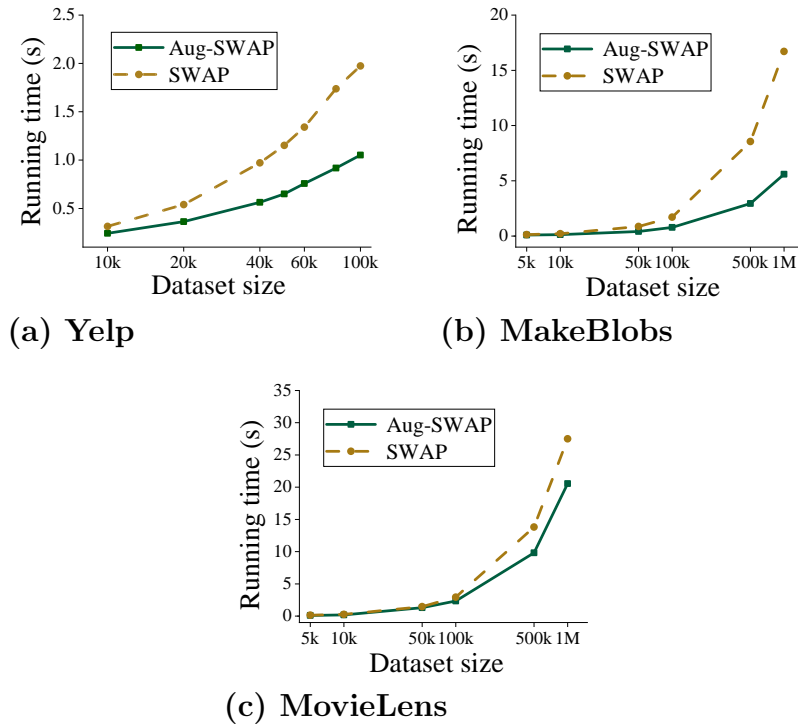 2.5
2.0
1.5
1.0
0.5
Running time (s)
Aug-SWAP
SWAP
10k 20k 40k 60k 100k
Dataset size
(a) Yelp
20
15
10
5
0
Running time (s)
Aug-SWAP
SWAP
5k 10k 50k 100k 500k 1M
Dataset size
(b) MakeBlobs
35
30
25
20
15
10
5
0
Running time (s)
Aug-SWAP
SWAP
5k 10k 50k 100k 500k 1M
Dataset size
(c) MovieLens